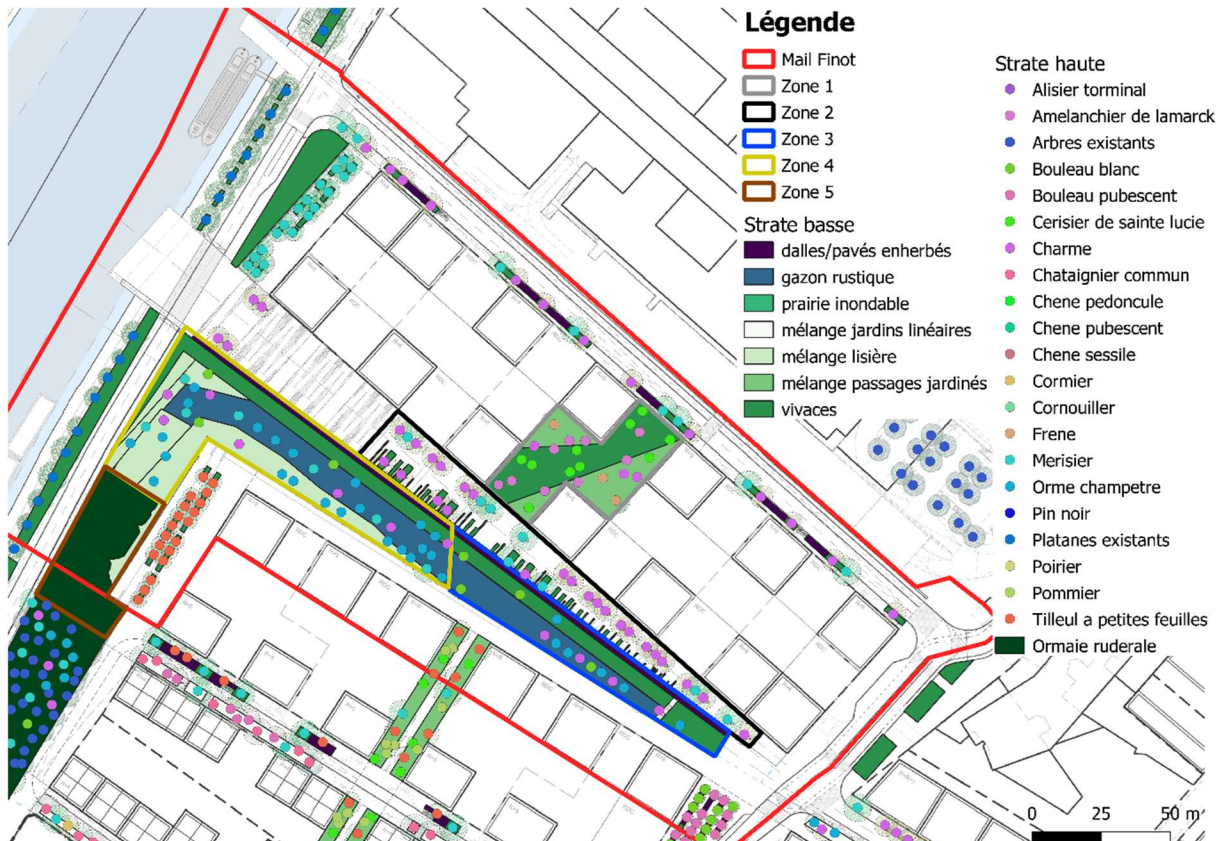 Légende
Mail Finot
Zone 1
Zone 2
Zone 3
Zone 4
Zone 5
Strate basse
dalles/pavés enherbés
gazon rustique
prairie inondable
mélange jardins linéaires
mélange lisière
mélange passages jardinés
vivaces
Strate haute
Alisier torminal
Amelanchier de lamarck
Arbres existants
Bouleau blanc
Bouleau pubescent
Cerisier de sainte lucie
Charme
Chataignier commun
Chene pedoncule
Chene pubescent
Chene sessile
Cormier
Cornouiller
Frene
Merisier
Orme champetre
Pin noir
Platanes existants
Poirier
Pommier
Tilleul a petites feuilles
Ormaie ruderale
0 25 50 m